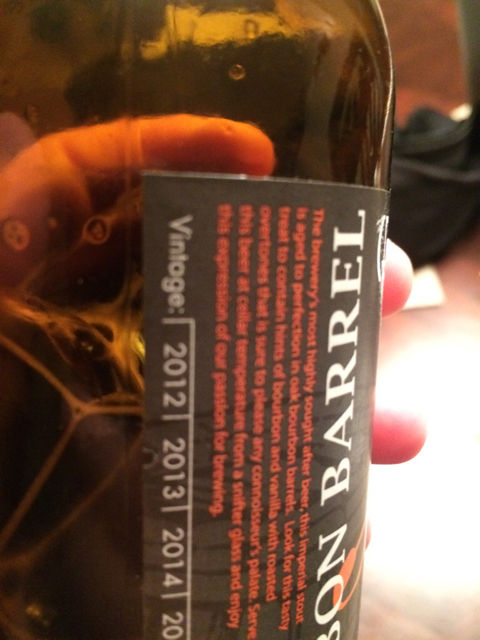 BON BARREL
The brewery's most highly sought after beer, this imperial stout
is aged to perfection in oak bourbon barrels. Look for this tasty
treat to contain hints of bourbon and vanilla with roasted
overtones that is sure to please any connoisseur's palate. Serve
this beer at cellar temperature from a snifter glass and enjoy
this expression of our passion for brewing.
Vintage: 2012 2013 2014 20